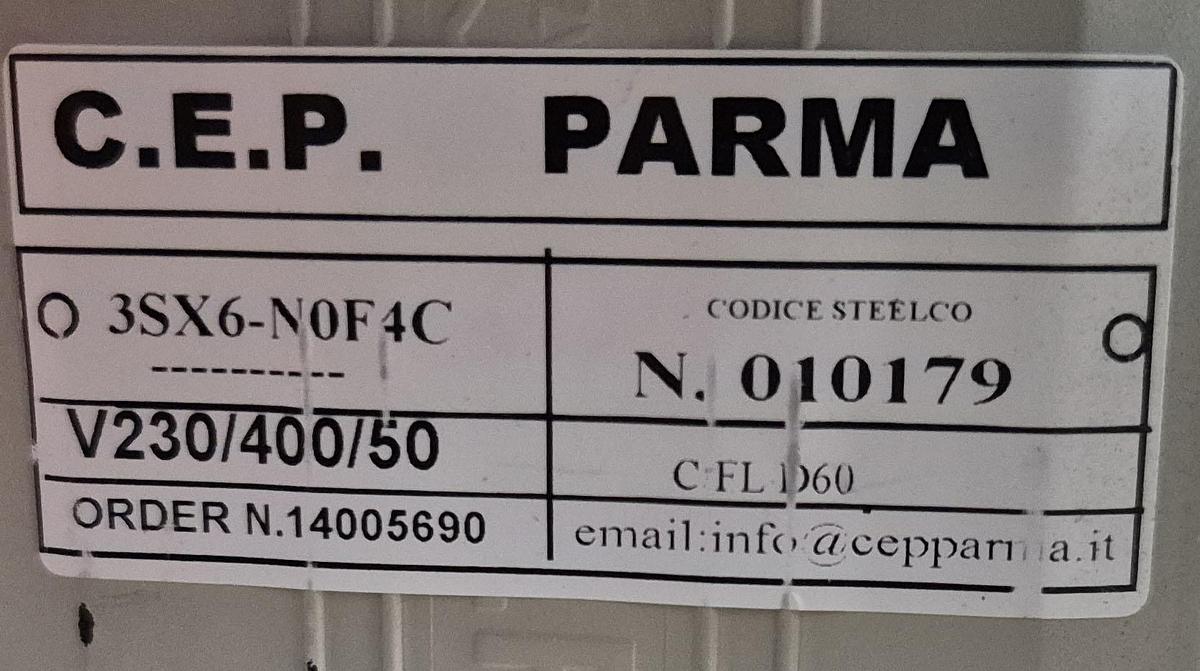 C.E.P. PARMA
3SX6-N0F4C
----------
V230/400/50
ORDER N.14005690
CODICE STEELCO
N. 010179
C FL D60
email:info@cepparma.it